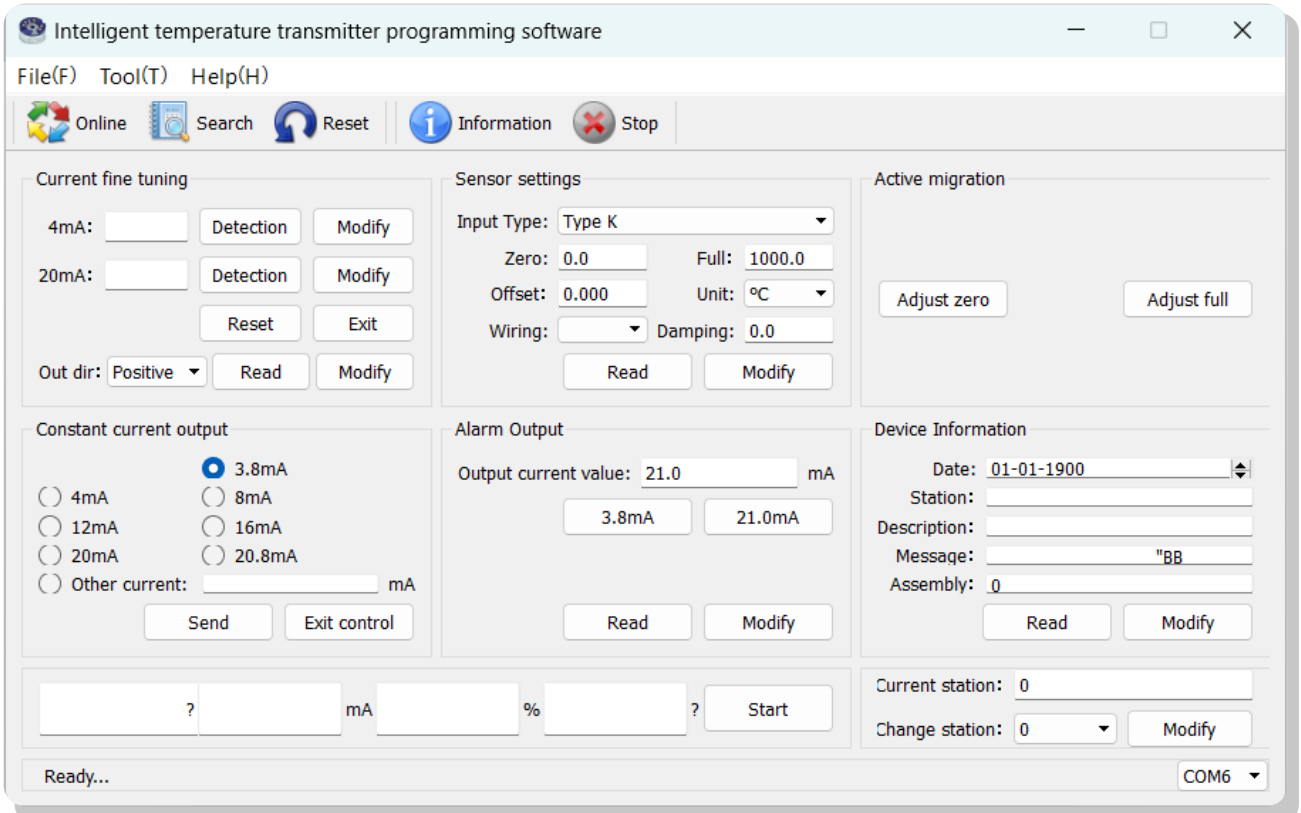 Intelligent temperature transmitter programming software
File(F) Tool(T) Help(H)
Online Search Reset Information Stop
Current fine tuning
4mA: Detection Modify
20mA: Detection Modify
Reset Exit
Out dir: Positive Read Modify
Sensor settings
Input Type: Type K
Zero: 0.0 Full: 1000.0
Offset: 0.000 Unit: ºC
Wiring: Damping: 0.0
Read Modify
Active migration
Adjust zero Adjust full
Constant current output
3.8mA
4mA 8mA
12mA 16mA
20mA 20.8mA
Other current: mA
Send Exit control
Alarm Output
Output current value: 21.0 mA
3.8mA 21.0mA
Read Modify
Device Information
Date: 01-01-1900
Station:
Description:
Message: "BB
Assembly: 0
Read Modify
? mA % ? Start
Current station: 0
Change station: 0 Modify
Ready... COM6